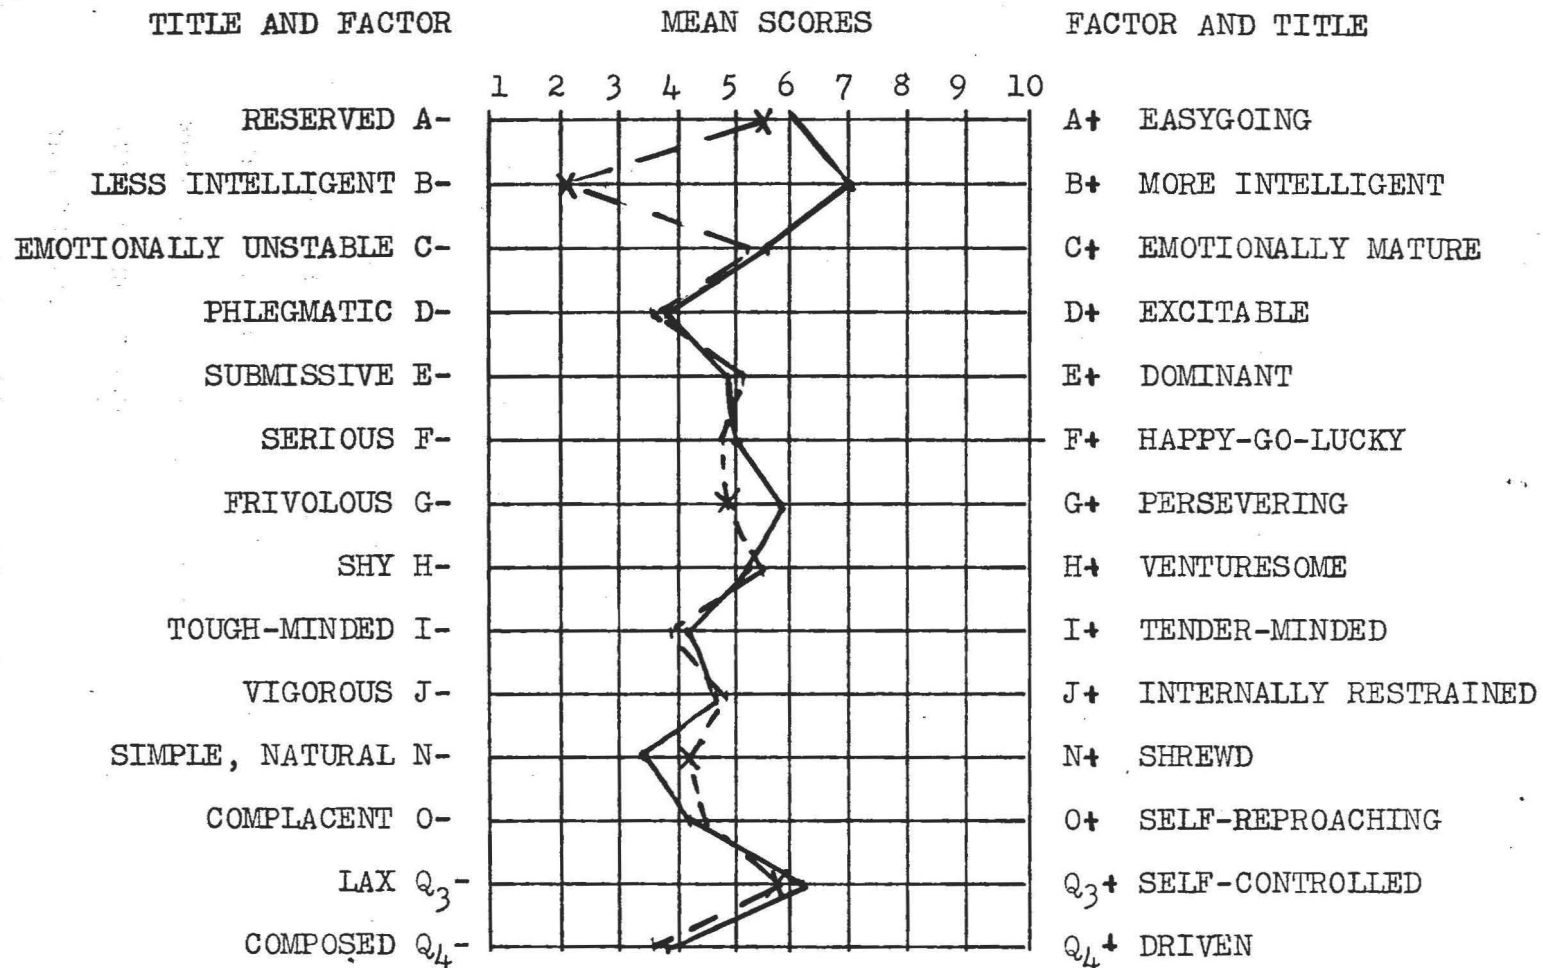 TITLE AND FACTOR MEAN SCORES FACTOR AND TITLE
1 2 3 4 5 6 7 8 9 10
RESERVED A- A+ EASYGOING
LESS INTELLIGENT B- B+ MORE INTELLIGENT
EMOTIONALLY UNSTABLE C- C+ EMOTIONALLY MATURE
PHLEGMATIC D- D+ EXCITABLE
SUBMISSIVE E- E+ DOMINANT
SERIOUS F- F+ HAPPY-GO-LUCKY
FRIVOLOUS G- G+ PERSEVERING
SHY H- H+ VENTURESOME
TOUGH-MINDED I- I+ TENDER-MINDED
VIGOROUS J- J+ INTERNALLY RESTRAINED
SIMPLE, NATURAL N- N+ SHREWD
COMPLACENT O- O+ SELF-REPROACHING
LAX Q3- Q3+ SELF-CONTROLLED
COMPOSED Q4- Q4+ DRIVEN